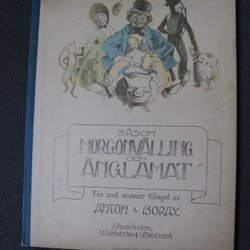 SÅSOM
MORGONVÄLLING
OCH
ÄNGLAMAT
För små munnar tillagat av
ANTON & BORAX.
Stockholm,
Wahlström & Widstrand